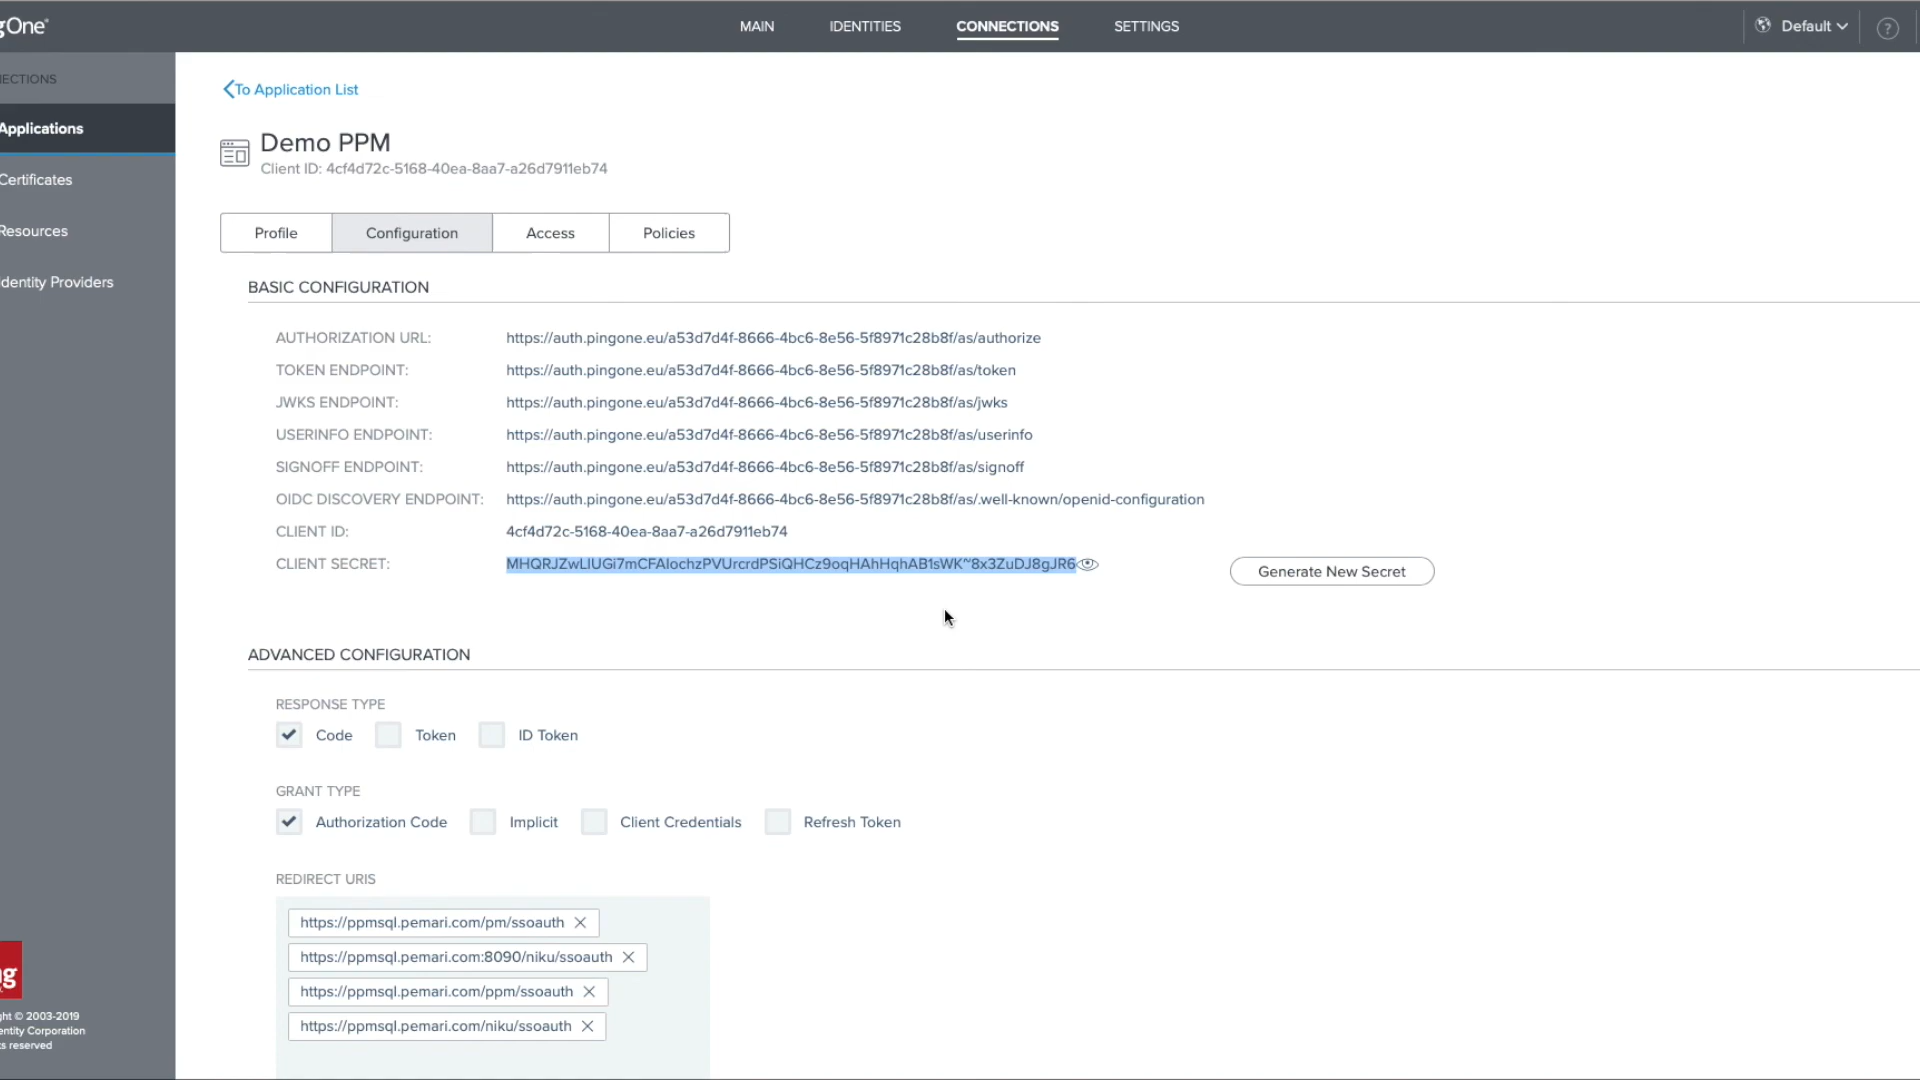 gOne®
MAIN
IDENTITIES
CONNECTIONS
SETTINGS
Default
?
ECTIONS
Applications
Certificates
Resources
dentity Providers
To Application List
Demo PPM
Client ID: 4cf4d72c-5168-40ea-8aa7-a26d7911eb74
Profile
Configuration
Access
Policies
BASIC CONFIGURATION
AUTHORIZATION URL: https://auth.pingone.eu/a53d7d4f-8666-4bc6-8e56-5f8971c28b8f/as/authorize
TOKEN ENDPOINT: https://auth.pingone.eu/a53d7d4f-8666-4bc6-8e56-5f8971c28b8f/as/token
JWKS ENDPOINT: https://auth.pingone.eu/a53d7d4f-8666-4bc6-8e56-5f8971c28b8f/as/jwks
USERINFO ENDPOINT: https://auth.pingone.eu/a53d7d4f-8666-4bc6-8e56-5f8971c28b8f/as/userinfo
SIGNOFF ENDPOINT: https://auth.pingone.eu/a53d7d4f-8666-4bc6-8e56-5f8971c28b8f/as/signoff
OIDC DISCOVERY ENDPOINT: https://auth.pingone.eu/a53d7d4f-8666-4bc6-8e56-5f8971c28b8f/as/.well-known/openid-configuration
CLIENT ID: 4cf4d72c-5168-40ea-8aa7-a26d7911eb74
CLIENT SECRET:
Generate New Secret
ADVANCED CONFIGURATION
RESPONSE TYPE
Code
Token
ID Token
GRANT TYPE
Authorization Code
Implicit
Client Credentials
Refresh Token
REDIRECT URIS
https://ppmsql.pemari.com/pm/ssoauth
https://ppmsql.pemari.com:8090/niku/ssoauth
https://ppmsql.pemari.com/ppm/ssoauth
https://ppmsql.pemari.com/niku/ssoauth
g
ht © 2003-2019
entity Corporation
s reserved